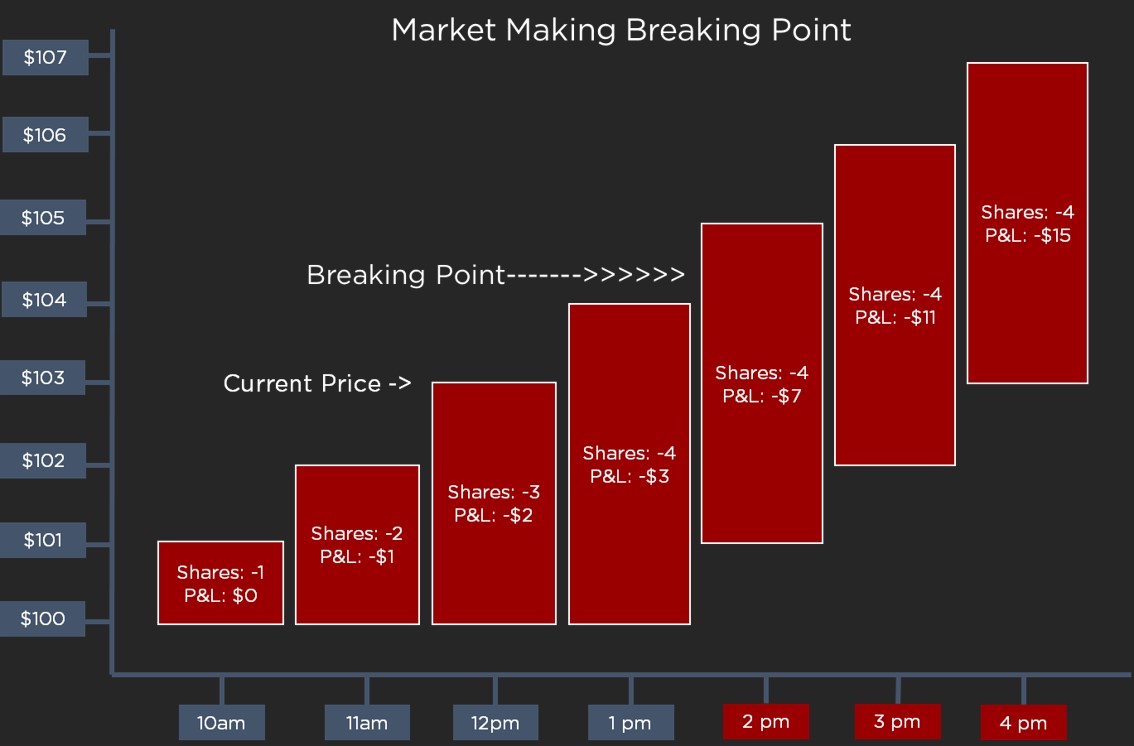 Market Making Breaking Point
$107
$106
$105
$104
$103
$102
$101
$100
Breaking Point------->>>>>>
Current Price ->
Shares: -1
P&L: $0
Shares: -2
P&L: -$1
Shares: -3
P&L: -$2
Shares: -4
P&L: -$3
Shares: -4
P&L: -$7
Shares: -4
P&L: -$11
Shares: -4
P&L: -$15
10am
11am
12pm
1 pm
2 pm
3 pm
4 pm